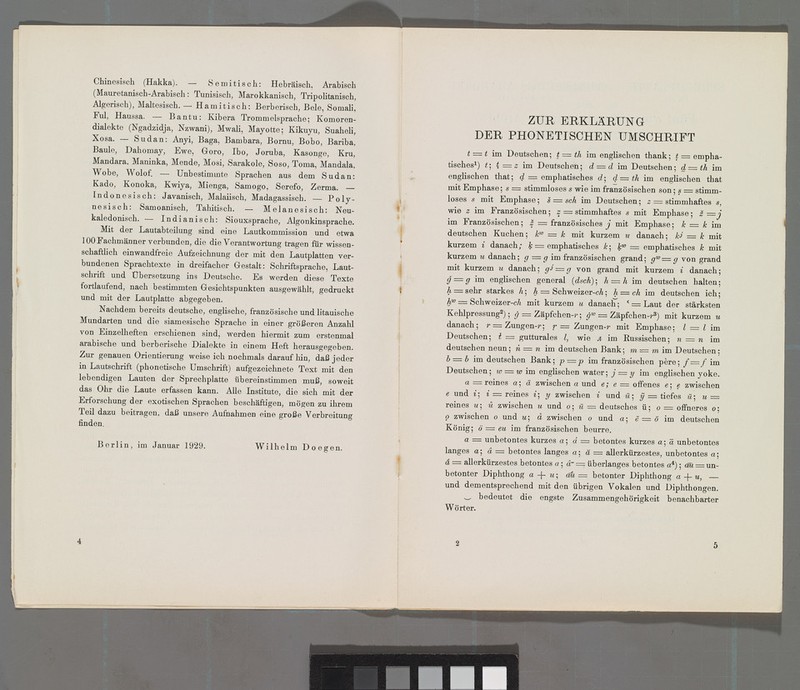 Chinesisch (Hakka). — Semitisch: Hebräisch, Arabisch
(Mauretanisch-Arabisch: Tunisisch, Marokkanisch, Tripolitanisch,
Algerisch), Maltesisch. — Hamitisch: Berberisch, Bele, Somali,
Ful, Haussa. — Bantu: Kibera Trommelsprache; Komoren-
dialekte (Ngadzidja, Nzwani), Mwali, Mayotte; Kikuyu, Suaheli,
Xosa. — Sudan: Anyi, Baga, Bambara, Bornu, Bobo, Bariba,
Baule, Dahomay, Ewe, Goro, Ibo, Joruba, Kasonge, Kru,
Mandara, Maninka, Mende, Mosi, Sarakole, Soso, Toma, Mandala,
Wobe, Wolof. — Unbestimmte Sprachen aus dem Sudan:
Kado, Konoka, Kwiya, Mienga, Samogo, Serefo, Zerma. —
Indonesisch: Javanisch, Malaiisch, Madagassisch. — Poly-
nesisch: Samoanisch, Tahitisch. — Melanesisch: Neu-
kaledonisch. — Indianisch: Siouxsprache, Algonkinsprache.
Mit der Lautabteilung sind eine Lautkommission und etwa
100 Fachmänner verbunden, die die Verantwortung tragen für wissen-
schaftlich einwandfreie Aufzeichnung der mit den Lautplatten ver-
bundenen Sprachtexte in dreifacher Gestalt: Schriftsprache, Laut-
schrift und Übersetzung ins Deutsche. Es werden diese Texte
fortlaufend, nach bestimmten Gesichtspunkten ausgewählt, gedruckt
und mit der Lautplatte abgegeben.
Nachdem bereits deutsche, englische, französische und litauische
Mundarten und die siamesische Sprache in einer größeren Anzahl
von Einzelheften erschienen sind, werden hiermit zum erstenmal
arabische und berberische Dialekte in einem Heft herausgegeben.
Zur genauen Orientierung weise ich nochmals darauf hin, daß jeder
in Lautschrift (phonetische Umschrift) aufgezeichnete Text mit den
lebendigen Lauten der Sprechplatte übereinstimmen muß, soweit
das Ohr die Laute erfassen kann. Alle Institute, die sich mit der
Erforschung der exotischen Sprachen beschäftigen, mögen zu ihrem
Teil dazu beitragen, daß unsere Aufnahmen eine große Verbreitung
finden.
Berlin, im Januar 1929. Wilhelm Doegen.
4
ZUR ERKLÄRUNG
DER PHONETISCHEN UMSCHRIFT
t = t im Deutschen; ṯ = th im englischen thank; ṭ = empha-
tisches¹) t; = z im Deutschen; d = d im Deutschen; ḏ = th im
englischen that; ḍ = emphatisches d; = th im englischen that
mit Emphase; s = stimmloses s wie im französischen son; ṣ = stimm-
loses s mit Emphase; š = sch im Deutschen; z = stimmhaftes s,
wie z im Französischen; ẓ = stimmhaftes s mit Emphase; ž = j
im Französischen; = französisches j mit Emphase; k = k im
deutschen Kuchen; kʷ = k mit kurzem u danach; kʲ = k mit
kurzem i danach; ḳ = emphatisches k; ḳʷ = emphatisches k mit
kurzem u danach; g = g im französischen grand; gʷ = g von grand
mit kurzem u danach; gʲ = g von grand mit kurzem i danach;
ǧ = g im englischen general (dsch); h = h im deutschen halten;
ḥ = sehr starkes h; ḫ = Schweizer-ch; = ch im deutschen ich;
ḫʷ = Schweizer-ch mit kurzem u danach; ʿ = Laut der stärksten
Kehlpressung²); ġ = Zäpfchen-r; ġʷ = Zäpfchen-r³) mit kurzem u
danach; r = Zungen-r; ṛ = Zungen-r mit Emphase; l = l im
Deutschen; ł = gutturales l, wie л im Russischen; n = n im
deutschen neun; ṅ = n im deutschen Bank; m = m im Deutschen;
b = b im deutschen Bank; p = p im französischen père; f = f im
Deutschen; w = w im englischen water; j = y im englischen yoke.
a = reines a; ä zwischen a und e; e = offenes e; ẹ zwischen
e und i; i = reines i; y zwischen i und ü; ÿ = tiefes ü; u =
reines u; zwischen u und o; ü = deutsches ü; o = offneres o;
ọ zwischen o und u; å zwischen o und a; ë = ö im deutschen
König; ö = eu im französischen beurre.
a = unbetontes kurzes a; á = betontes kurzes a; ā unbetontes
langes a; = betontes langes a; ă = allerkürzestes, unbetontes a;
= allerkürzestes betontes a; = überlanges betontes a⁴); au = un-
betonter Diphthong a + u; áu = betonter Diphthong a + u, —
und dementsprechend mit den übrigen Vokalen und Diphthongen.
‿ bedeutet die engste Zusammengehörigkeit benachbarter
Wörter.
2
5